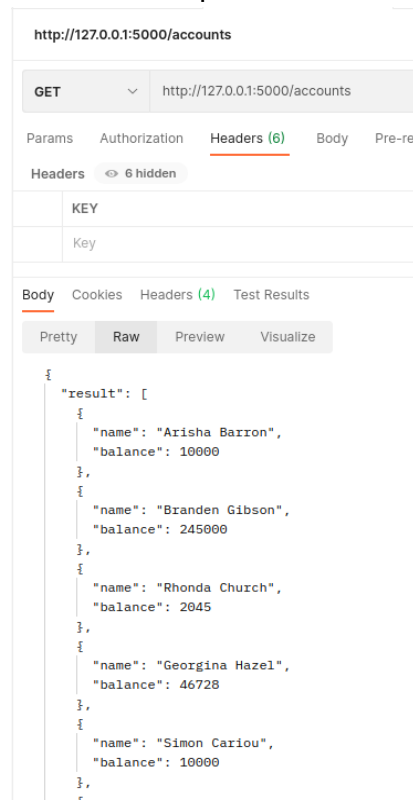 http://127.0.0.1:5000/accounts
GET http://127.0.0.1:5000/accounts
Params Authorization Headers (6) Body Pre-re
Headers 6 hidden
KEY
Key
Body Cookies Headers (4) Test Results
Pretty Raw Preview Visualize
{
"result": [
{
"name": "Arisha Barron",
"balance": 10000
},
{
"name": "Branden Gibson",
"balance": 245000
},
{
"name": "Rhonda Church",
"balance": 2045
},
{
"name": "Georgina Hazel",
"balance": 46728
},
{
"name": "Simon Cariou",
"balance": 10000
},
{